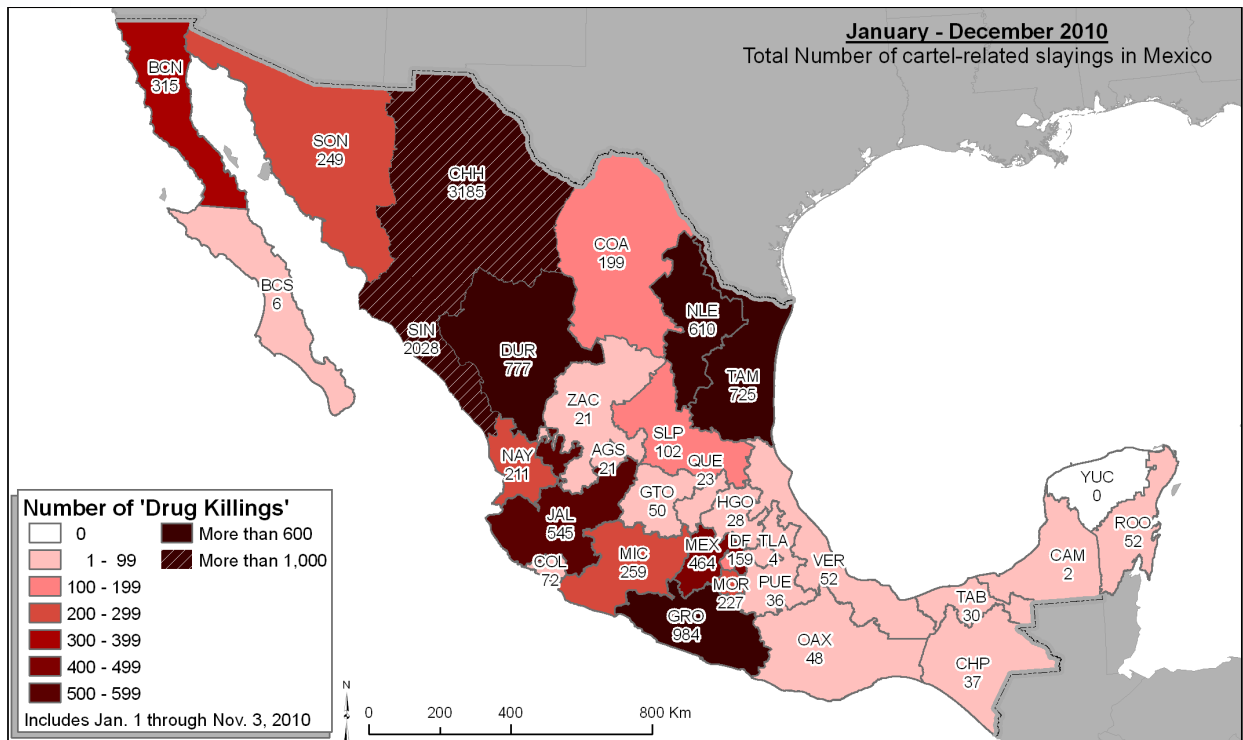 January - December 2010
Total Number of cartel-related slayings in Mexico
BCN
315
SON
249
CHH
3185
COA
199
BCS
6
NLE
610
SIN
2028
DUR
777
TAM
725
ZAC
21
SLP
102
AGS
21
NAY
211
QUE
23
YUC
0
GTO
50
HGO
28
ROO
52
JAL
545
MEX
464
DF
159
TLA
4
VER
52
CAM
2
COL
72
MIC
259
MOR
227
PUE
36
TAB
30
GRO
984
OAX
48
CHP
37
Number of 'Drug Killings'
0
1 - 99
100 - 199
200 - 299
300 - 399
400 - 499
500 - 599
More than 600
More than 1,000
Includes Jan. 1 through Nov. 3, 2010
N
0 200 400 800 Km